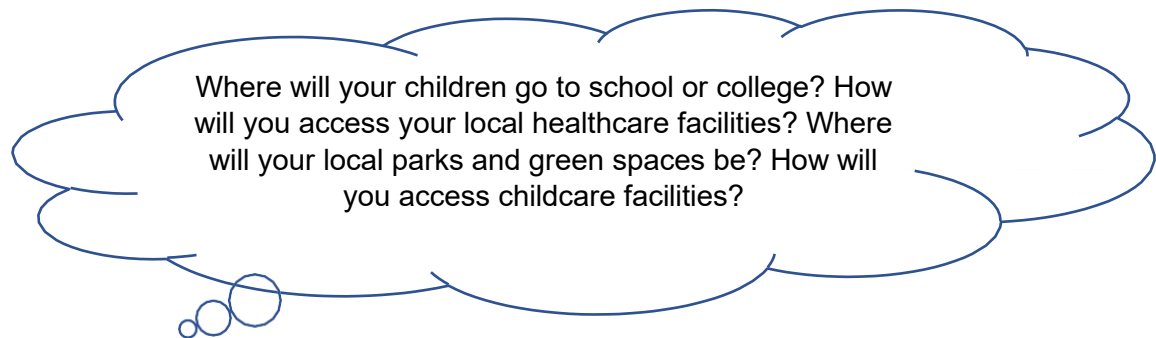 Where will your children go to school or college? How
will you access your local healthcare facilities? Where
will your local parks and green spaces be? How will
you access childcare facilities?